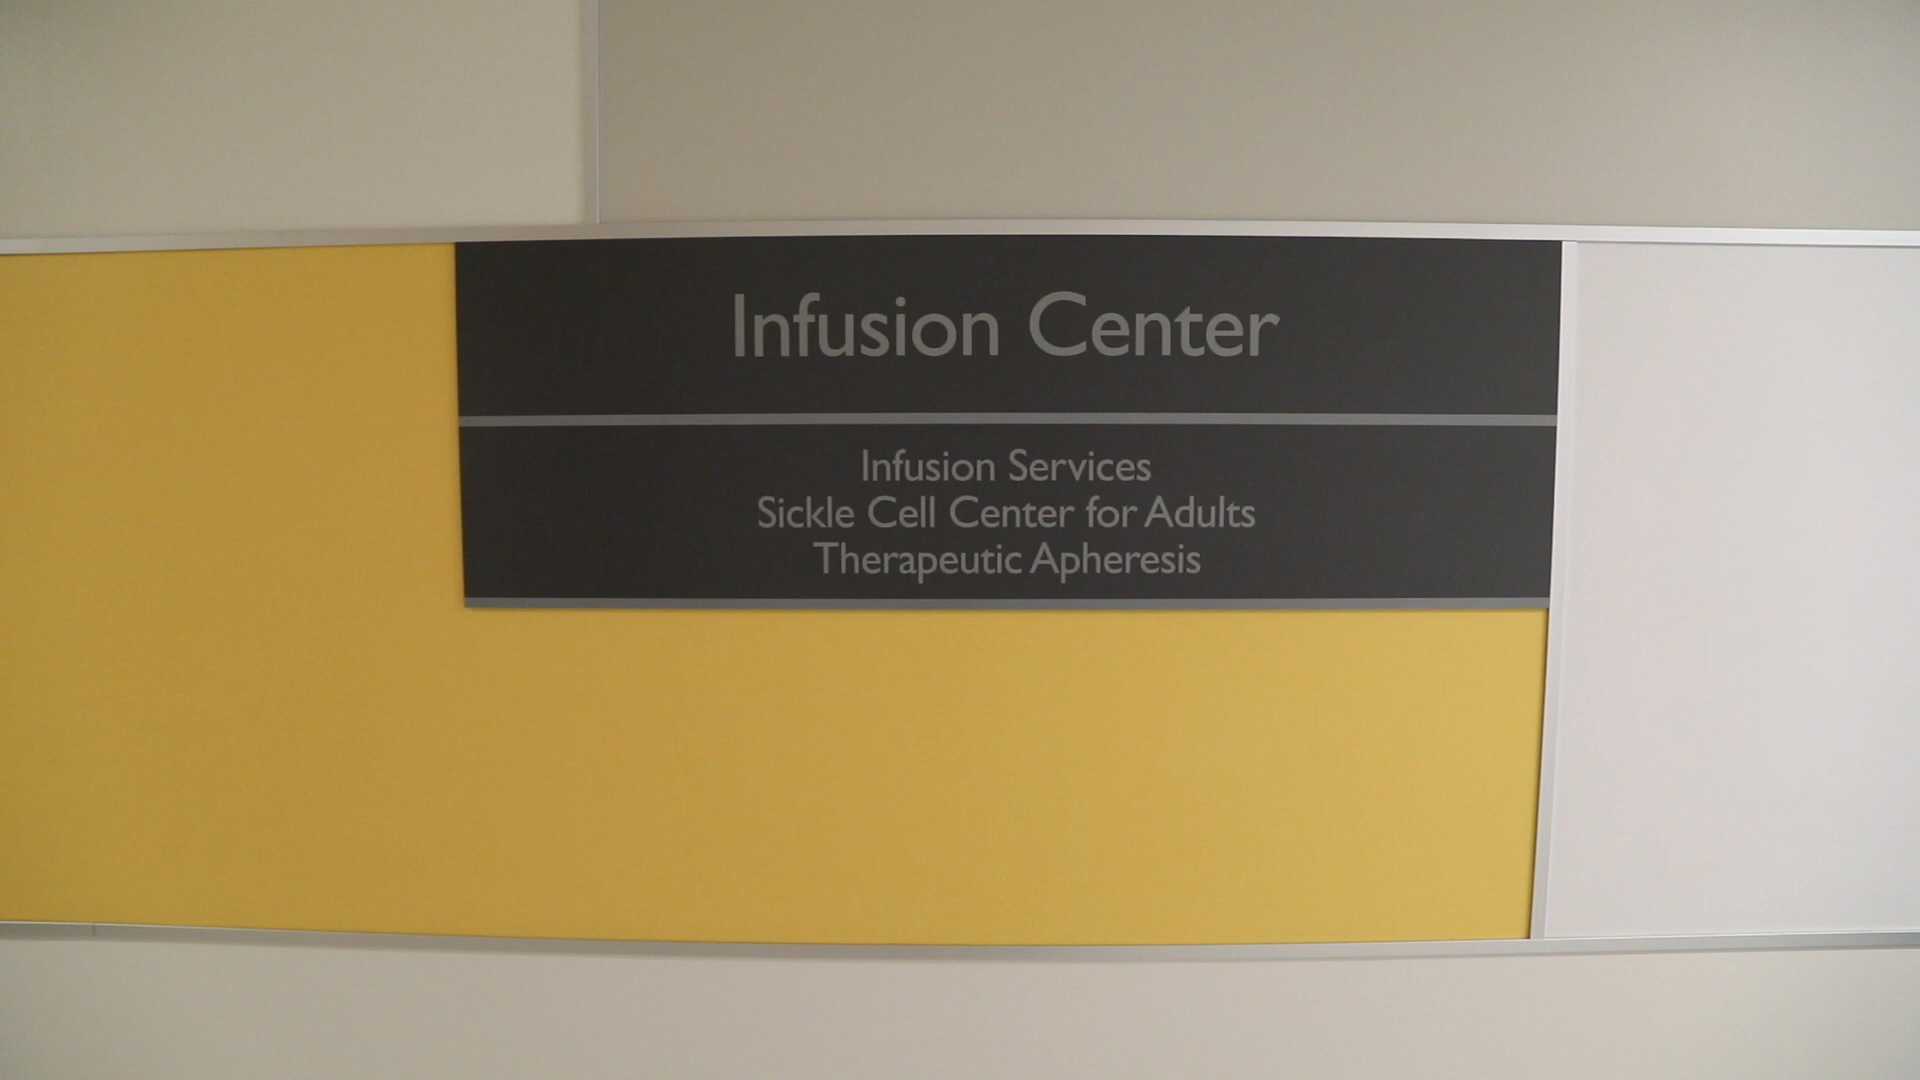 Infusion Center
Infusion Services
Sickle Cell Center for Adults
Therapeutic Apheresis